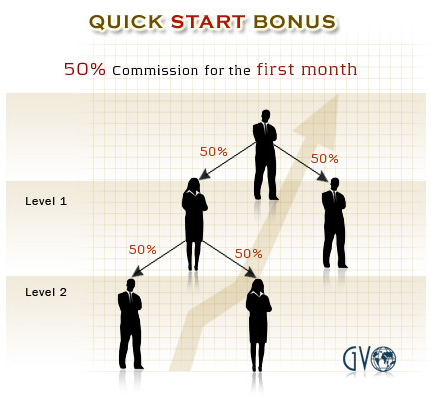 QUICK START BONUS
50% Commission for the first month
50% 50%
Level 1
50% 50%
Level 2
GVO